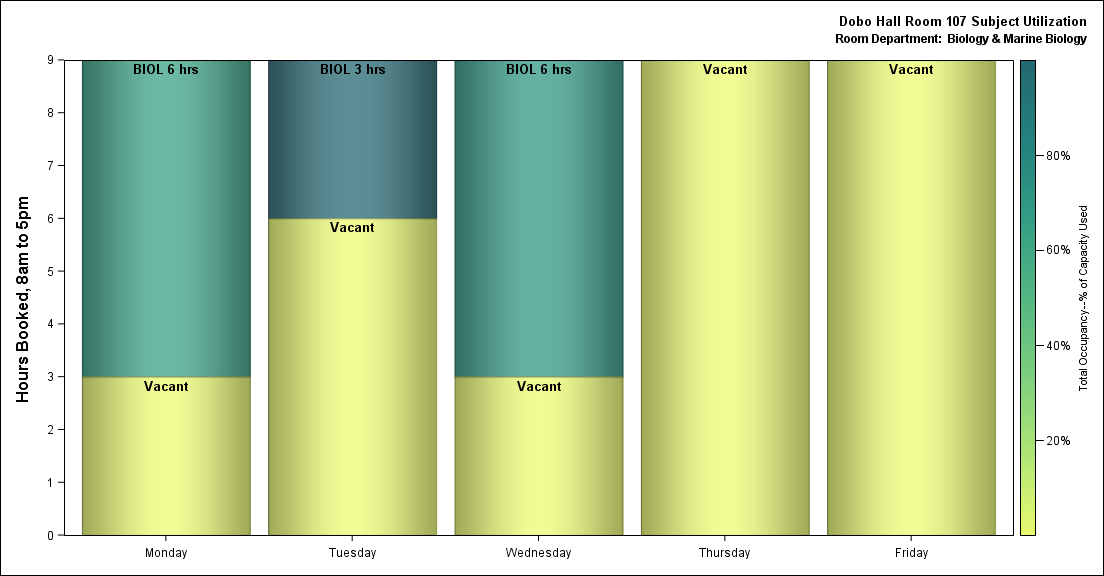 Dobo Hall Room 107 Subject Utilization
Room Department: Biology & Marine Biology
Hours Booked, 8am to 5pm
9
8
7
6
5
4
3
2
1
0
BIOL 6 hrs
Vacant
BIOL 3 hrs
Vacant
BIOL 6 hrs
Vacant
Vacant
Vacant
Monday
Tuesday
Wednesday
Thursday
Friday
80%
60%
40%
20%
Total Occupancy--% of Capacity Used